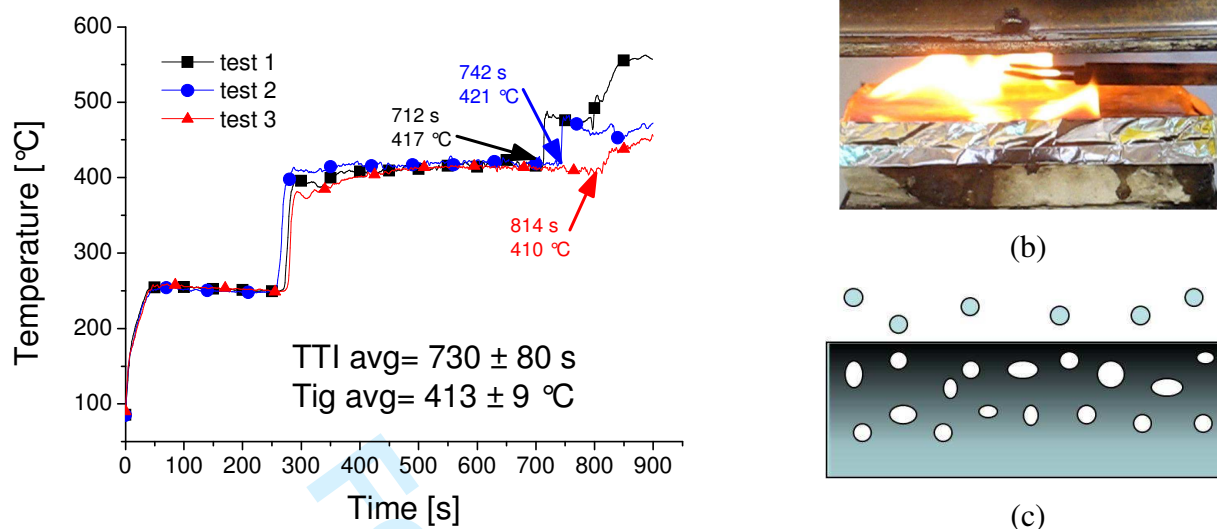 600
500
400
300
200
100
Temperature [°C]
test 1
test 2
test 3
742 s
421 °C
712 s
417 °C
814 s
410 °C
TTI avg= 730 ± 80 s
Tig avg= 413 ± 9 °C
0 100 200 300 400 500 600 700 800 900
Time [s]
(b)
(c)